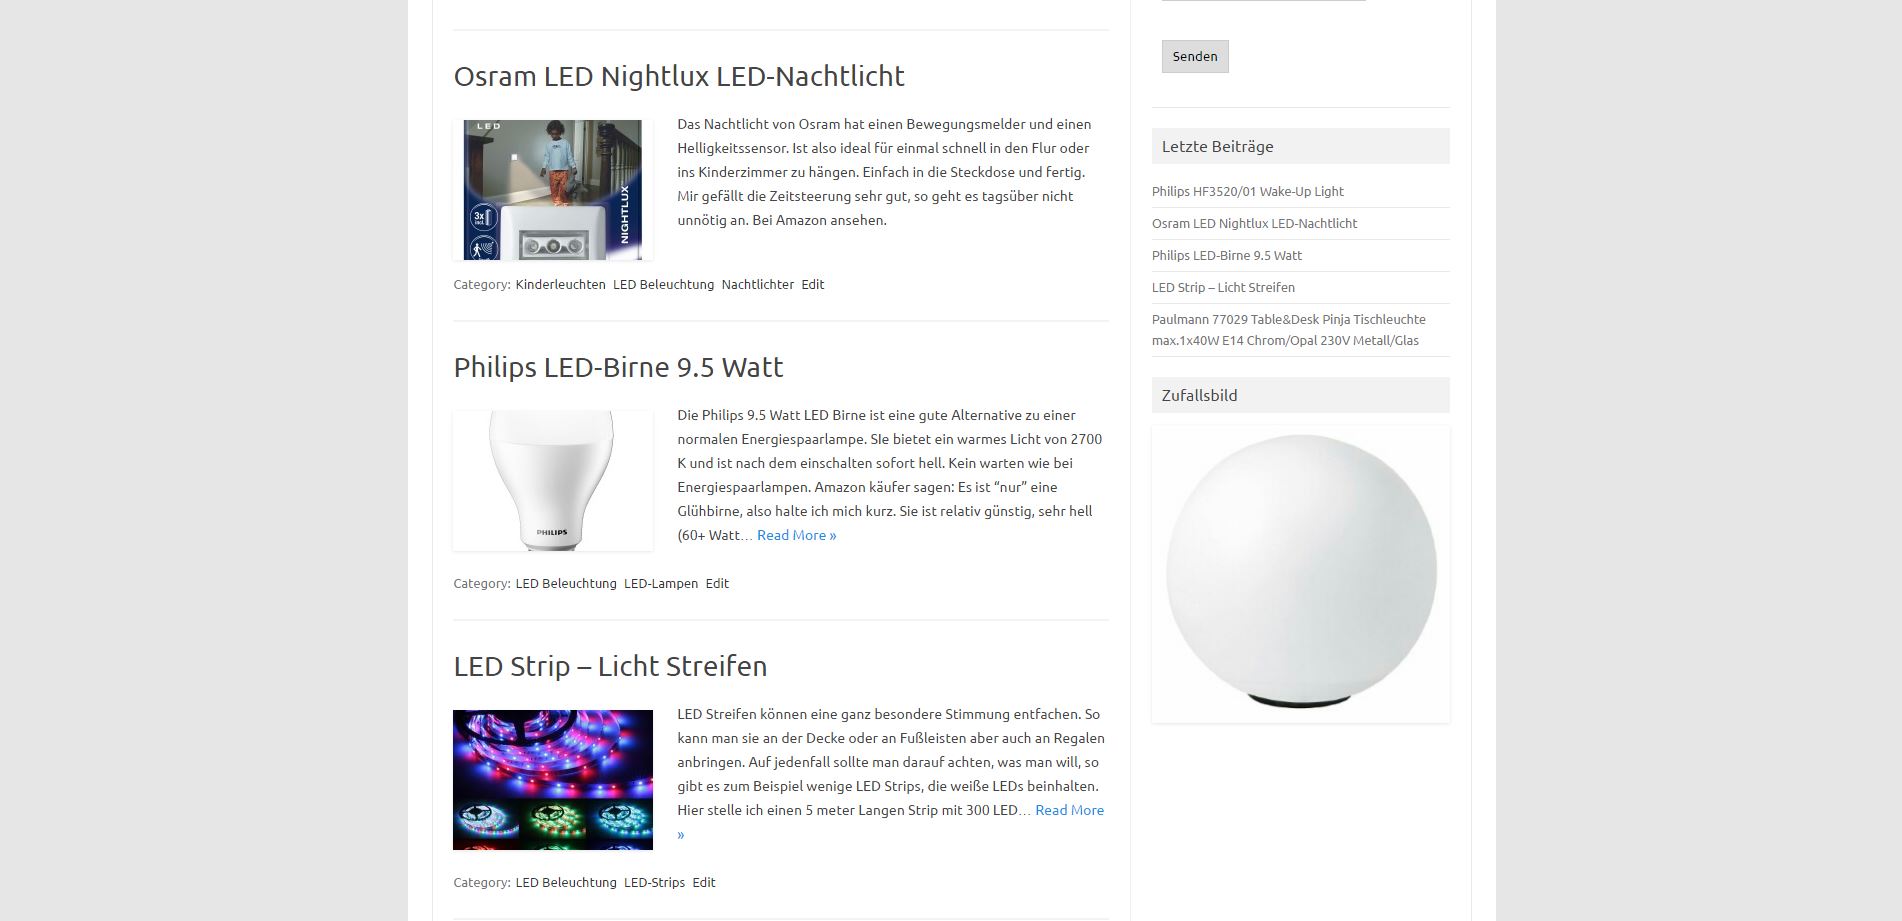 Osram LED Nightlux LED-Nachtlicht
LED
3x
incl.
NIGHTLUX
Das Nachtlicht von Osram hat einen Bewegungsmelder und einen
Helligkeitssensor. Ist also ideal für einmal schnell in den Flur oder
ins Kinderzimmer zu hängen. Einfach in die Steckdose und fertig.
Mir gefällt die Zeitsteerung sehr gut, so geht es tagsüber nicht
unnötig an. Bei Amazon ansehen.
Category: Kinderleuchten LED Beleuchtung Nachtlichter Edit
Philips LED-Birne 9.5 Watt
PHILIPS
Die Philips 9.5 Watt LED Birne ist eine gute Alternative zu einer
normalen Energiespaarlampe. SIe bietet ein warmes Licht von 2700
K und ist nach dem einschalten sofort hell. Kein warten wie bei
Energiespaarlampen. Amazon käufer sagen: Es ist “nur” eine
Glühbirne, also halte ich mich kurz. Sie ist relativ günstig, sehr hell
(60+ Watt… Read More »
Category: LED Beleuchtung LED-Lampen Edit
LED Strip – Licht Streifen
LED Streifen können eine ganz besondere Stimmung entfachen. So
kann man sie an der Decke oder an Fußleisten aber auch an Regalen
anbringen. Auf jedenfall sollte man darauf achten, was man will, so
gibt es zum Beispiel wenige LED Strips, die weiße LEDs beinhalten.
Hier stelle ich einen 5 meter Langen Strip mit 300 LED… Read More
»
Category: LED Beleuchtung LED-Strips Edit
Senden
Letzte Beiträge
Philips HF3520/01 Wake-Up Light
Osram LED Nightlux LED-Nachtlicht
Philips LED-Birne 9.5 Watt
LED Strip – Licht Streifen
Paulmann 77029 Table&Desk Pinja Tischleuchte
max.1x40W E14 Chrom/Opal 230V Metall/Glas
Zufallsbild